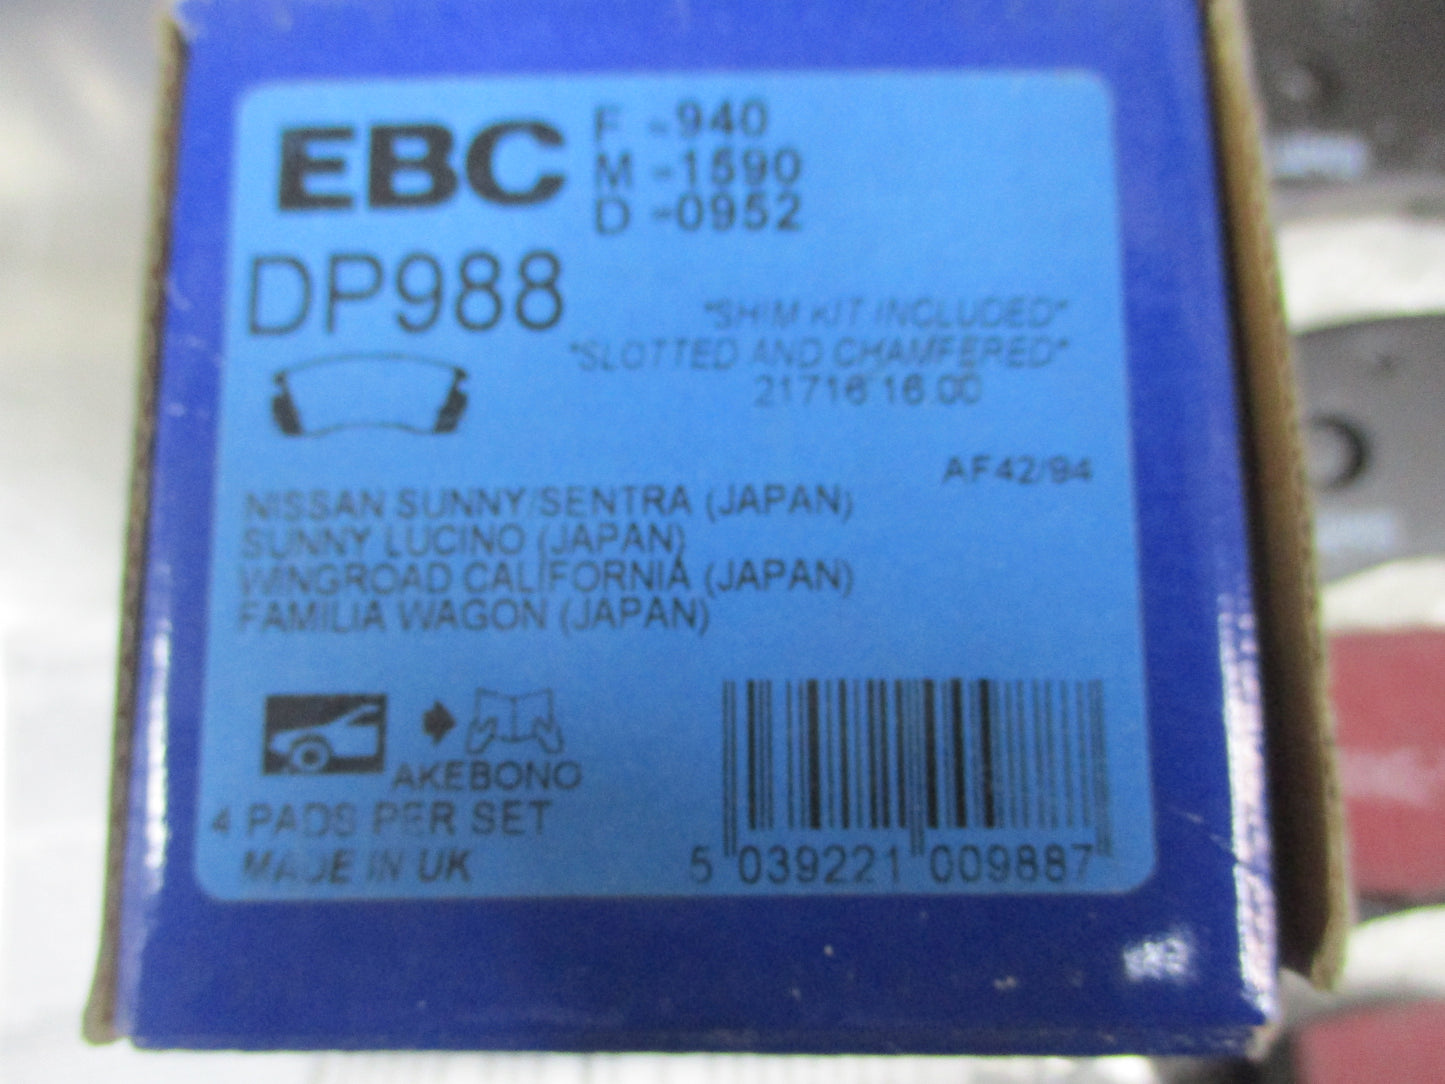 EBC
F -940
M -1590
D -0952
DP988
*SHIM KIT INCLUDED*
*SLOTTED AND CHAMFERED*
21716 16.00
AF42/94
NISSAN SUNNY/SENTRA (JAPAN)
SUNNY LUCINO (JAPAN)
WINGROAD CALIFORNIA (JAPAN)
FAMILIA WAGON (JAPAN)
AKEBONO
4 PADS PER SET
MADE IN UK
5 039221 009887